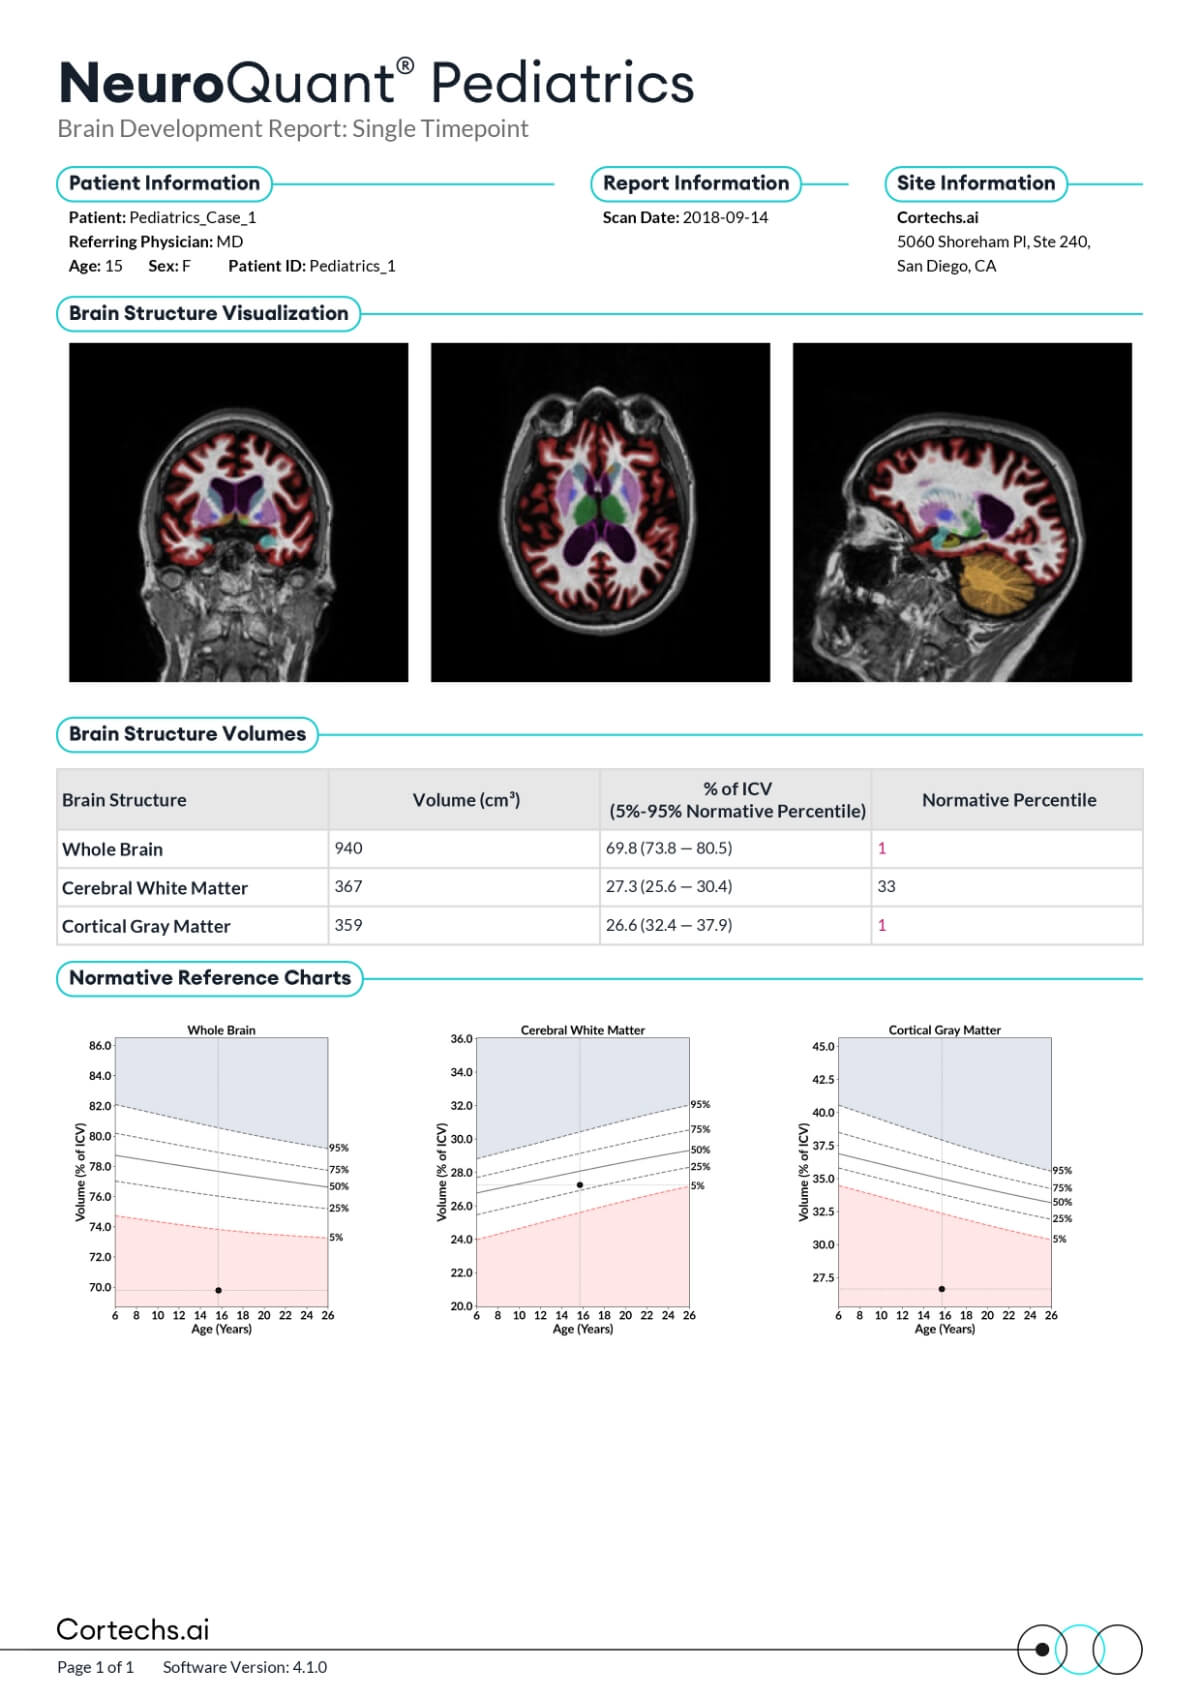 NeuroQuant® Pediatrics
Brain Development Report: Single Timepoint
Patient Information
Patient: Pediatrics_Case_1
Referring Physician: MD
Age: 15 Sex: F Patient ID: Pediatrics_1
Report Information
Scan Date: 2018-09-14
Site Information
Cortechs.ai
5060 Shoreham Pl, Ste 240,
San Diego, CA
Brain Structure Visualization
Brain Structure Volumes
Brain Structure Volume (cm³) % of ICV (5%-95% Normative Percentile) Normative Percentile
Whole Brain 940 69.8 (73.8 — 80.5) 1
Cerebral White Matter 367 27.3 (25.6 — 30.4) 33
Cortical Gray Matter 359 26.6 (32.4 — 37.9) 1
Normative Reference Charts
Whole Brain
Volume (% of ICV)
86.0
84.0
82.0
80.0
78.0
76.0
74.0
72.0
70.0
95%
75%
50%
25%
5%
6 8 10 12 14 16 18 20 22 24 26
Age (Years)
Cerebral White Matter
Volume (% of ICV)
36.0
34.0
32.0
30.0
28.0
26.0
24.0
22.0
20.0
95%
75%
50%
25%
5%
6 8 10 12 14 16 18 20 22 24 26
Age (Years)
Cortical Gray Matter
Volume (% of ICV)
45.0
42.5
40.0
37.5
35.0
32.5
30.0
27.5
95%
75%
50%
25%
5%
6 8 10 12 14 16 18 20 22 24 26
Age (Years)
Cortechs.ai
Page 1 of 1 Software Version: 4.1.0